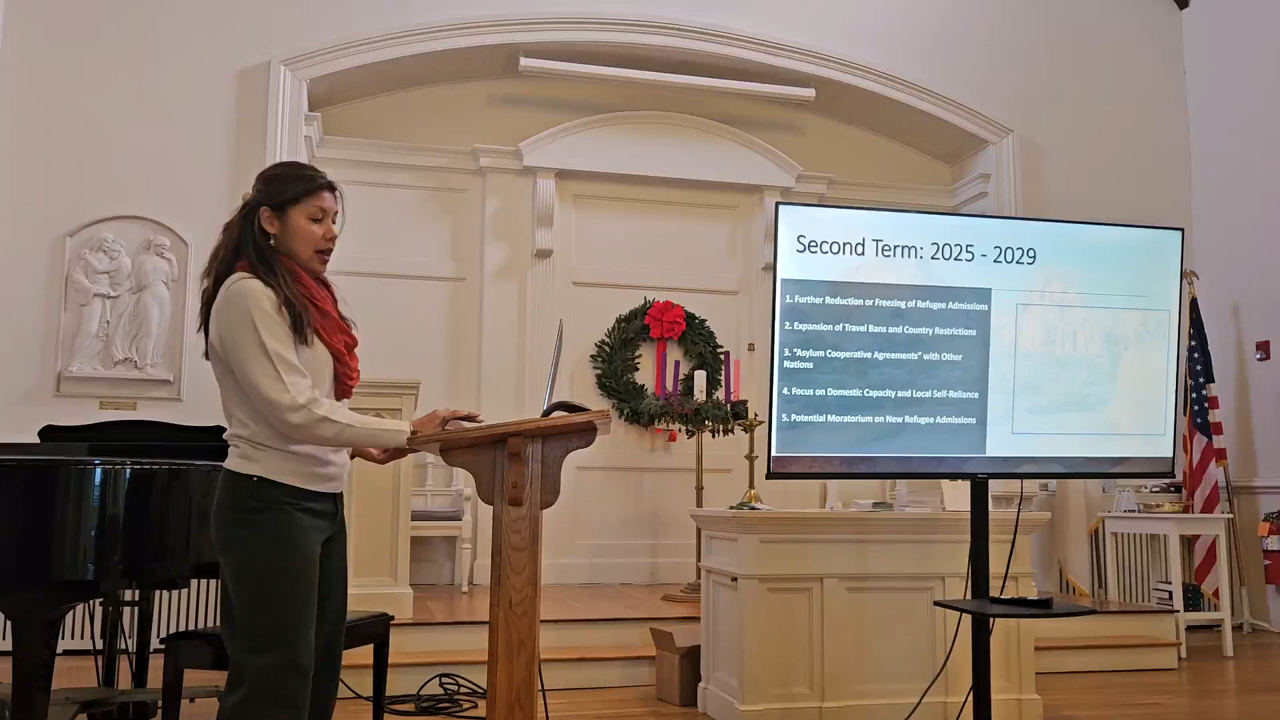 Second Term: 2025 - 2029
1. Further Reduction or Freezing of Refugee Admissions
2. Expansion of Travel Bans and Country Restrictions
3. "Asylum Cooperative Agreements" with Other
Nations
4. Focus on Domestic Capacity and Local Self-Reliance
5. Potential Moratorium on New Refugee Admissions